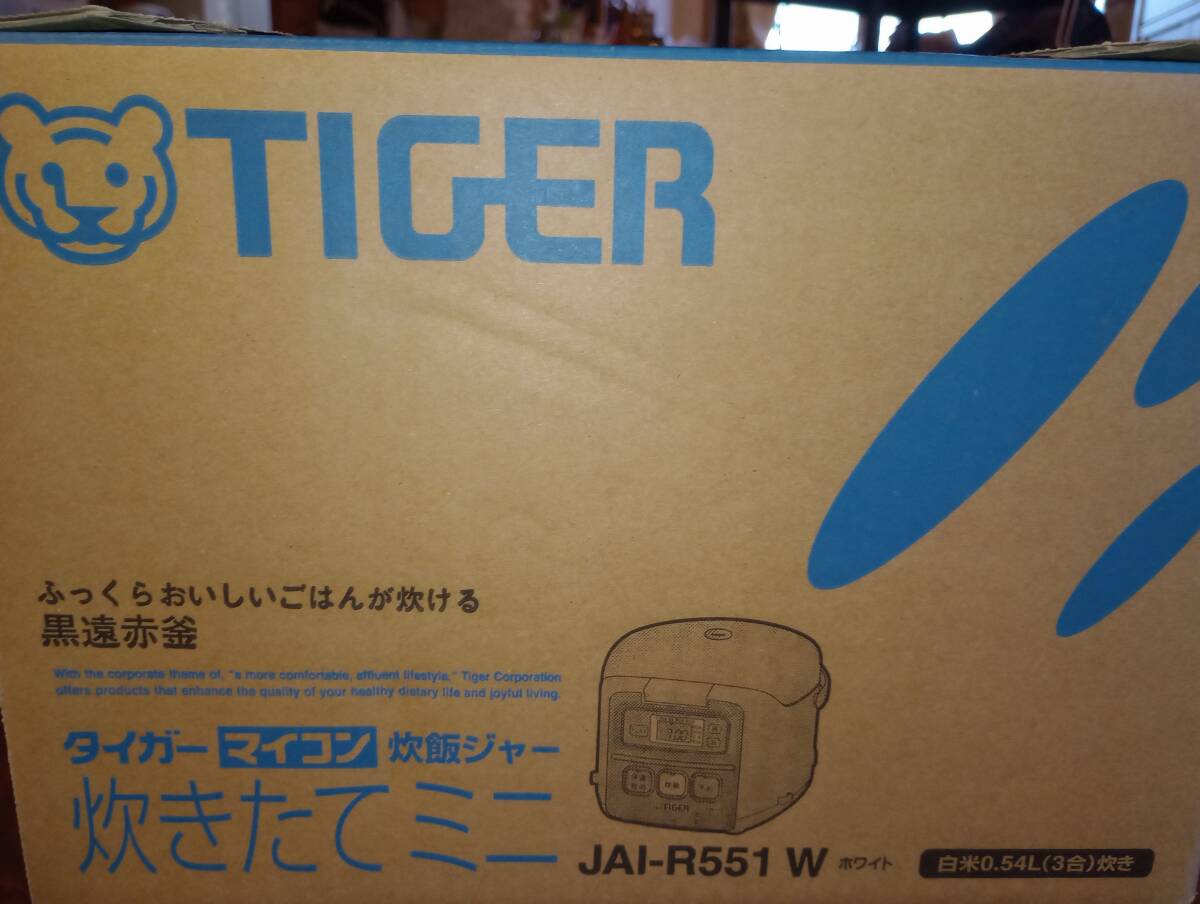 TIGER
ふっくらおいしいごはんが炊ける
黒遠赤釜
With the corporate theme of, "a more comfortable, affluent lifestyle," Tiger Corporation
offers products that enhance the quality of your healthy dietary life and joyful living.
タイガー マイコン 炊飯ジャー
炊きたてミニ
TIGER
JAI-R551 W ホワイト 白米0.54L(3合)炊き